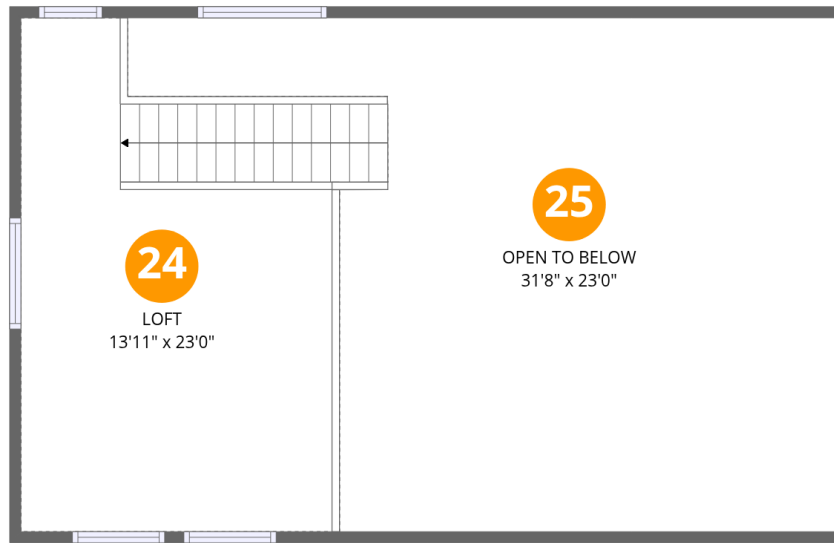 24
LOFT
13'11" x 23'0"
25
OPEN TO BELOW
31'8" x 23'0"